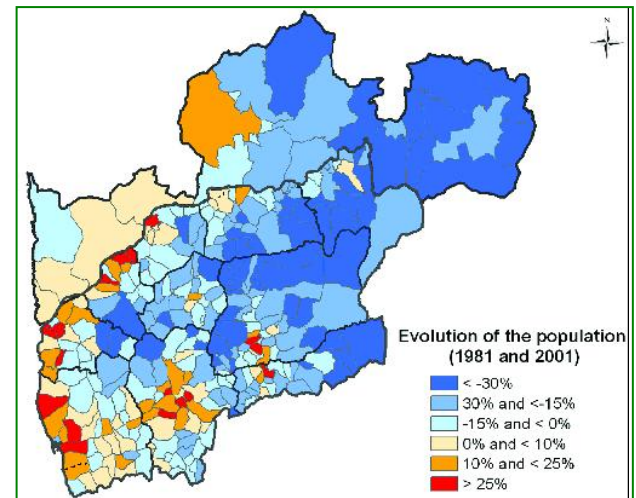 N
Evolution of the population
(1981 and 2001)
< -30%
30% and <-15%
-15% and < 0%
0% and < 10%
10% and < 25%
> 25%